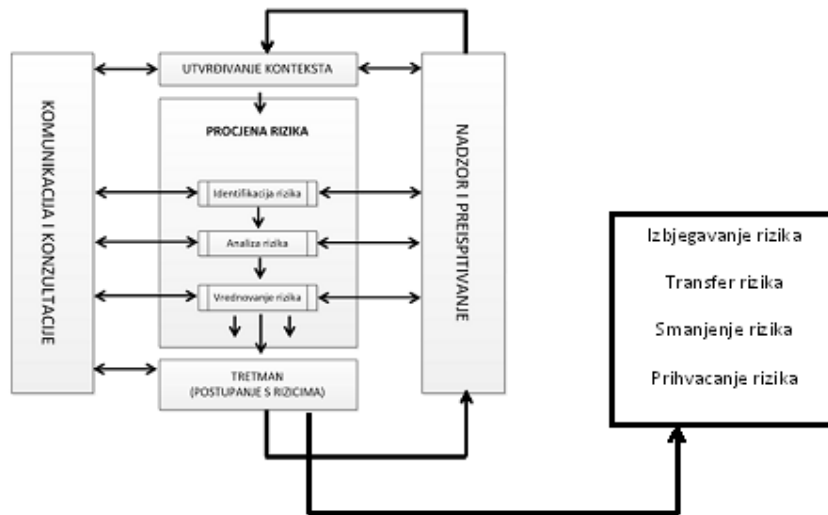 UTVRĐIVANJE KONTEKSTA
KOMUNIKACIJA I KONZULTACIJE
PROCJENA RIZIKA
Identifikacija rizika
Analiza rizika
Vrednovanje rizika
TRETMAN
(POSTUPANJE S RIZICIMA)
NADZOR I PREISPITIVANJE
Izbjegavanje rizika
Transfer rizika
Smanjenje rizika
Prihvacanje rizika